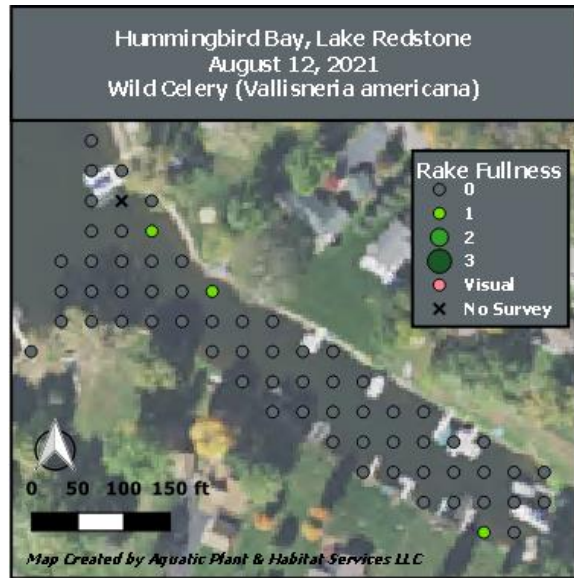 Hummingbird Bay, Lake Redstone
August 12, 2021
Wild Celery (Vallisneria americana)
Rake Fullness
0
1
2
3
Visual
No Survey
0 50 100 150 ft
Map Created by Aquatic Plant & Habitat Services LLC